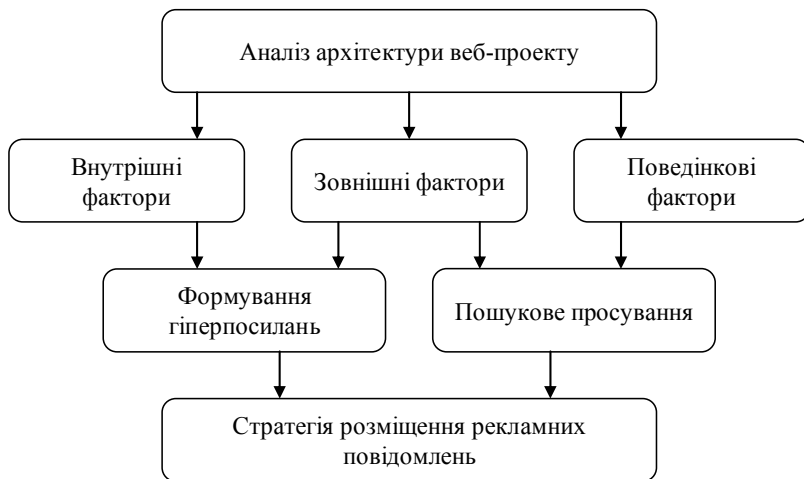 Аналіз архітектури веб-проекту
Внутрішні
фактори
Зовнішні фактори
Поведінкові
фактори
Формування
гіперпосилань
Пошукове просування
Стратегія розміщення рекламних
повідомлень